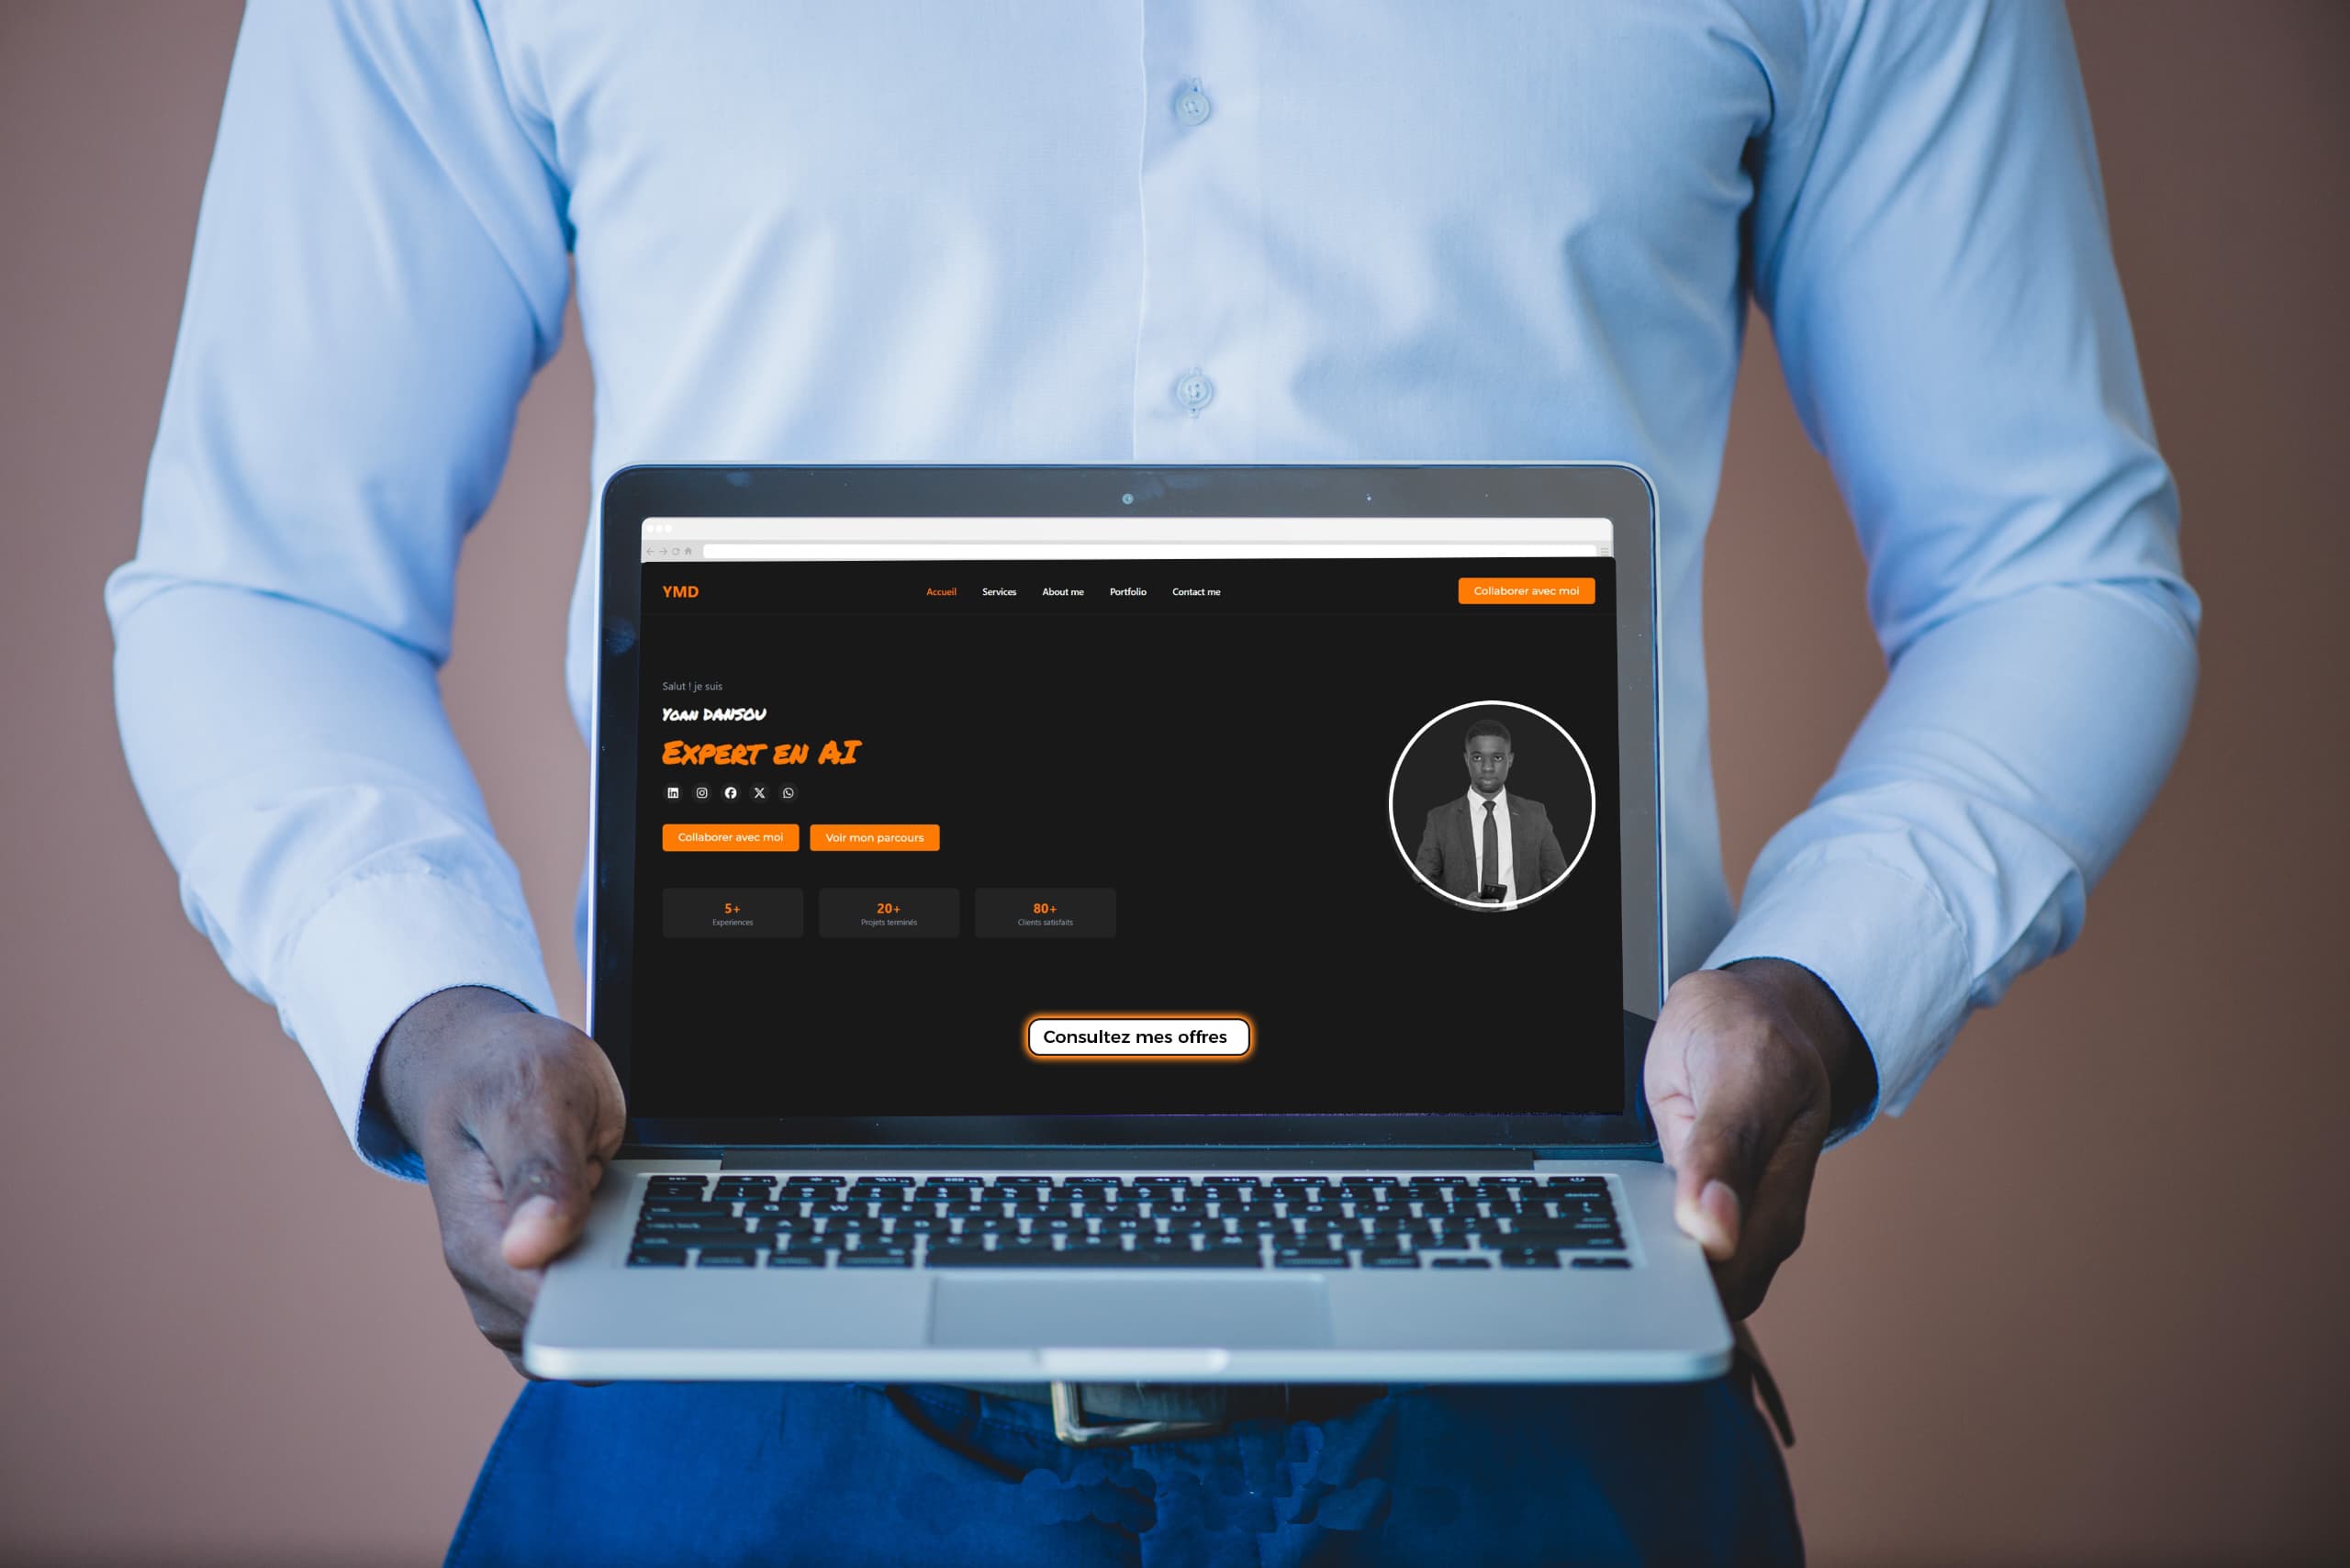 YMD
Accueil Services About me Portfolio Contact me
Collaborer avec moi
Salut ! je suis
Yoan DANSOU
Expert en AI
Collaborer avec moi Voir mon parcours
5+ 20+ 80+
Experiences Projets terminés Clients satisfaits
Consultez mes offres